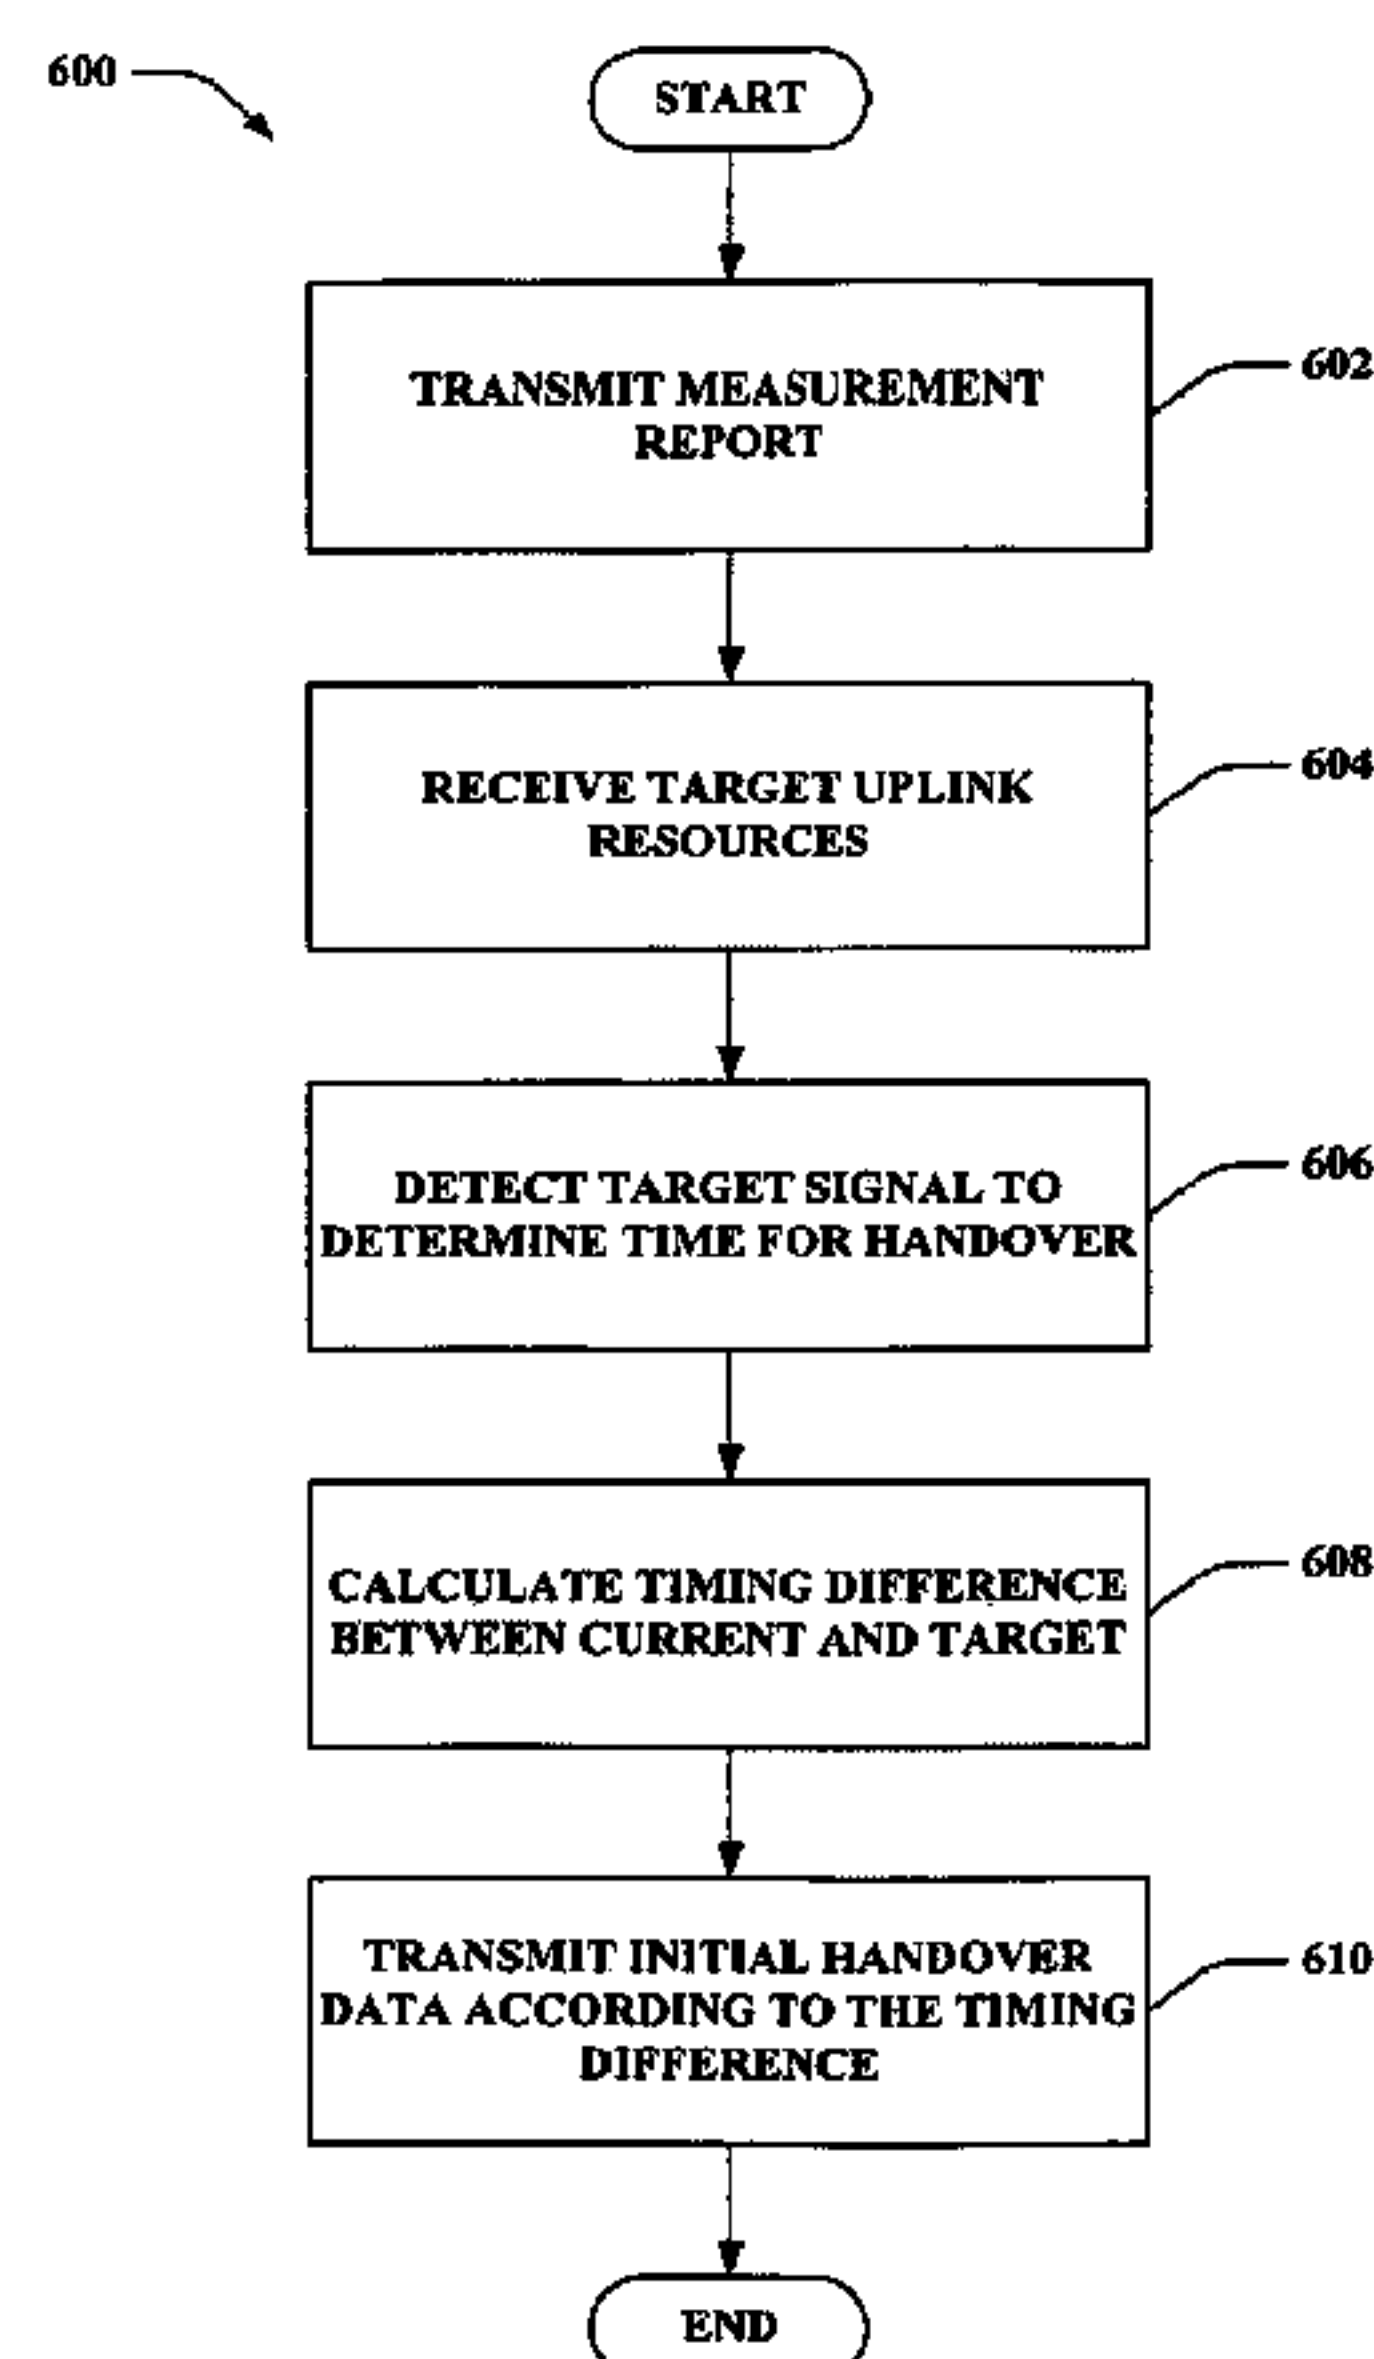 600
START
TRANSMIT MEASUREMENT
REPORT
602
RECEIVE TARGET UPLINK
RESOURCES
604
DETECT TARGET SIGNAL TO
DETERMINE TIME FOR HANDOVER
606
CALCULATE TIMING DIFFERENCE
BETWEEN CURRENT AND TARGET
608
TRANSMIT INITIAL HANDOVER
DATA ACCORDING TO THE TIMING
DIFFERENCE
610
END